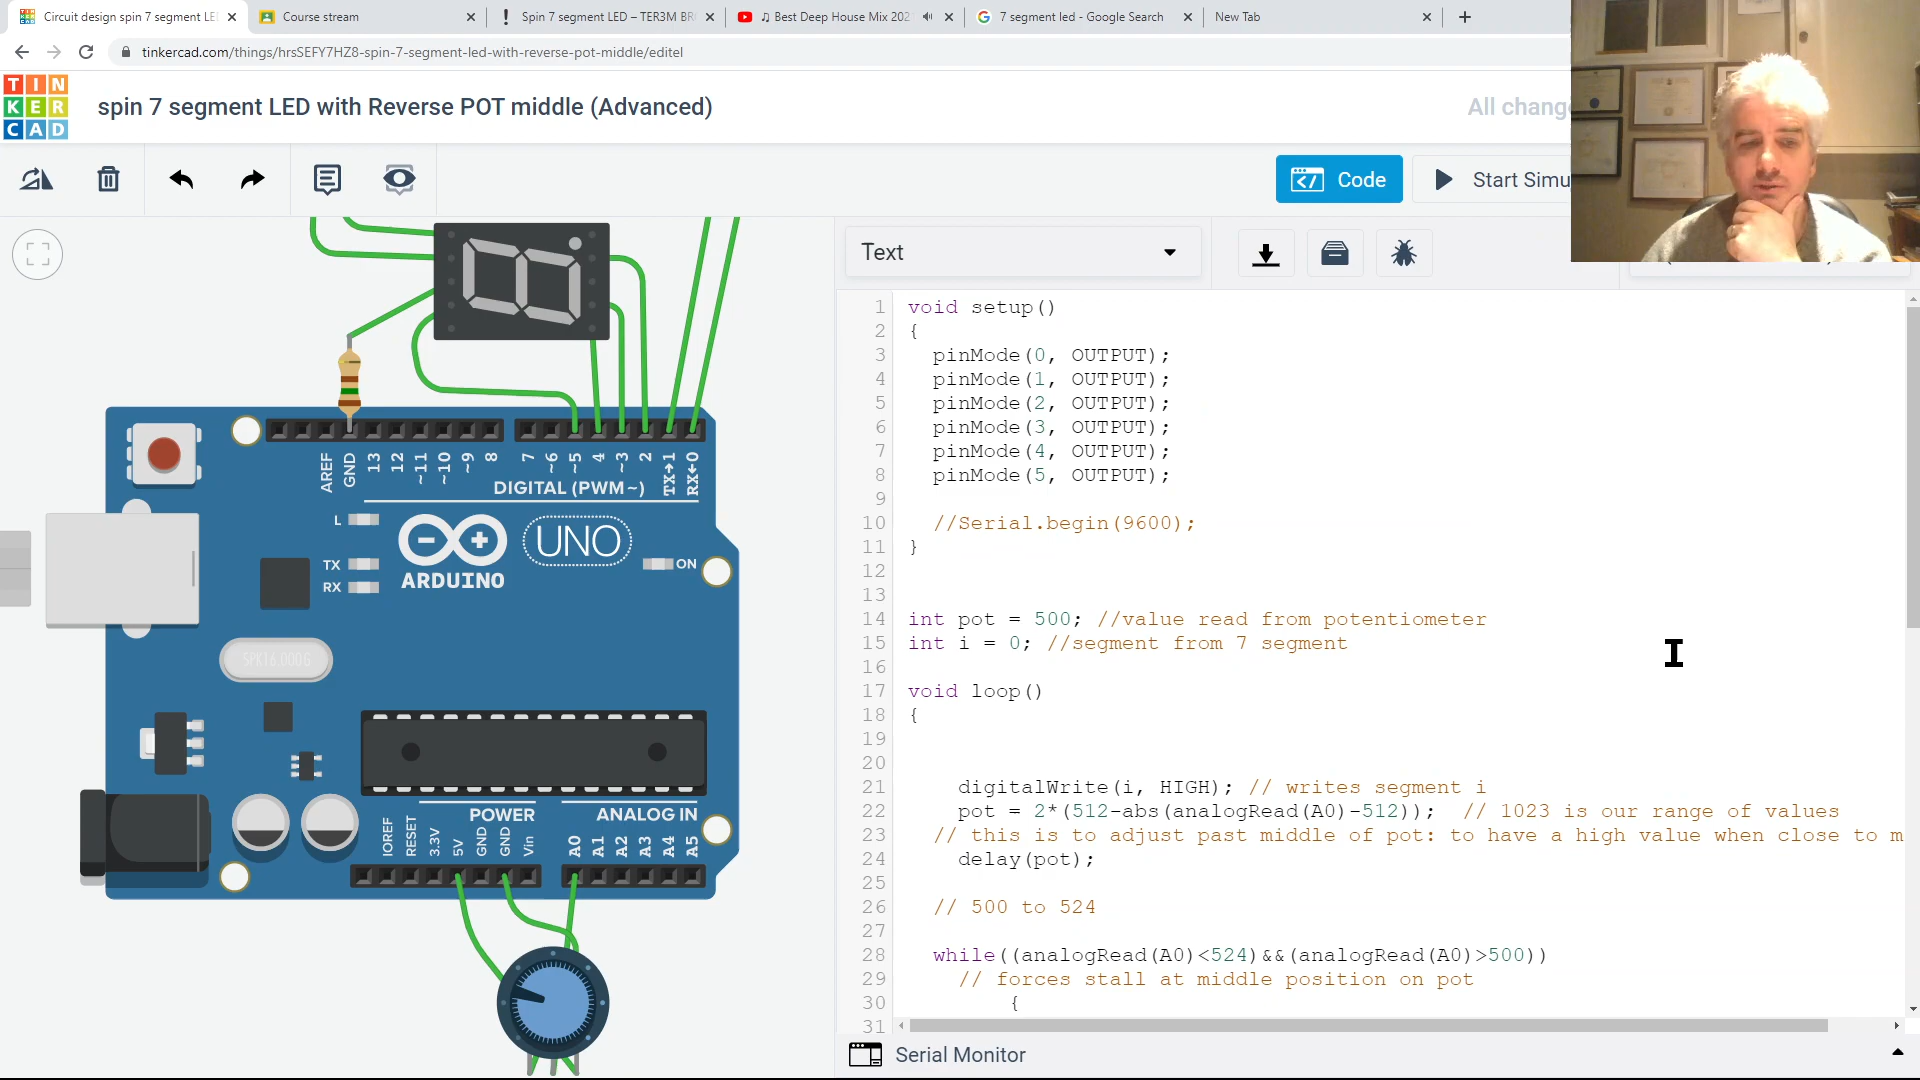 Circuit design spin 7 segment LE
Course stream
Spin 7 segment LED – TER3M BR
♫ Best Deep House Mix 202
7 segment led - Google Search
New Tab
tinkercad.com/things/hrsSEFY7HZ8-spin-7-segment-led-with-reverse-pot-middle/editel
TIN
KER
CAD
spin 7 segment LED with Reverse POT middle (Advanced)
All chang
Code
Start Simu
Text
1 void setup()
2 {
3 pinMode(0, OUTPUT);
4 pinMode(1, OUTPUT);
5 pinMode(2, OUTPUT);
6 pinMode(3, OUTPUT);
7 pinMode(4, OUTPUT);
8 pinMode(5, OUTPUT);
9
10 //Serial.begin(9600);
11 }
12
13
14 int pot = 500; //value read from potentiometer
15 int i = 0; //segment from 7 segment
16
17 void loop()
18 {
19
20
21 digitalWrite(i, HIGH); // writes segment i
22 pot = 2*(512-abs(analogRead(A0)-512)); // 1023 is our range of values
23 // this is to adjust past middle of pot: to have a high value when close to m
24 delay(pot);
25
26 // 500 to 524
27
28 while((analogRead(A0)<524)&&(analogRead(A0)>500))
29 // forces stall at middle position on pot
30 {
31
Serial Monitor
AREF
GND
13
12
~11
~10
~9
8
7
~6
~5
4
~3
2
TX→1
RX←0
DIGITAL (PWM~)
L
TX
RX
ARDUINO
UNO
ON
SPK16.000G
POWER
ANALOG IN
IOREF
RESET
3.3V
5V
GND
GND
Vin
A0
A1
A2
A3
A4
A5